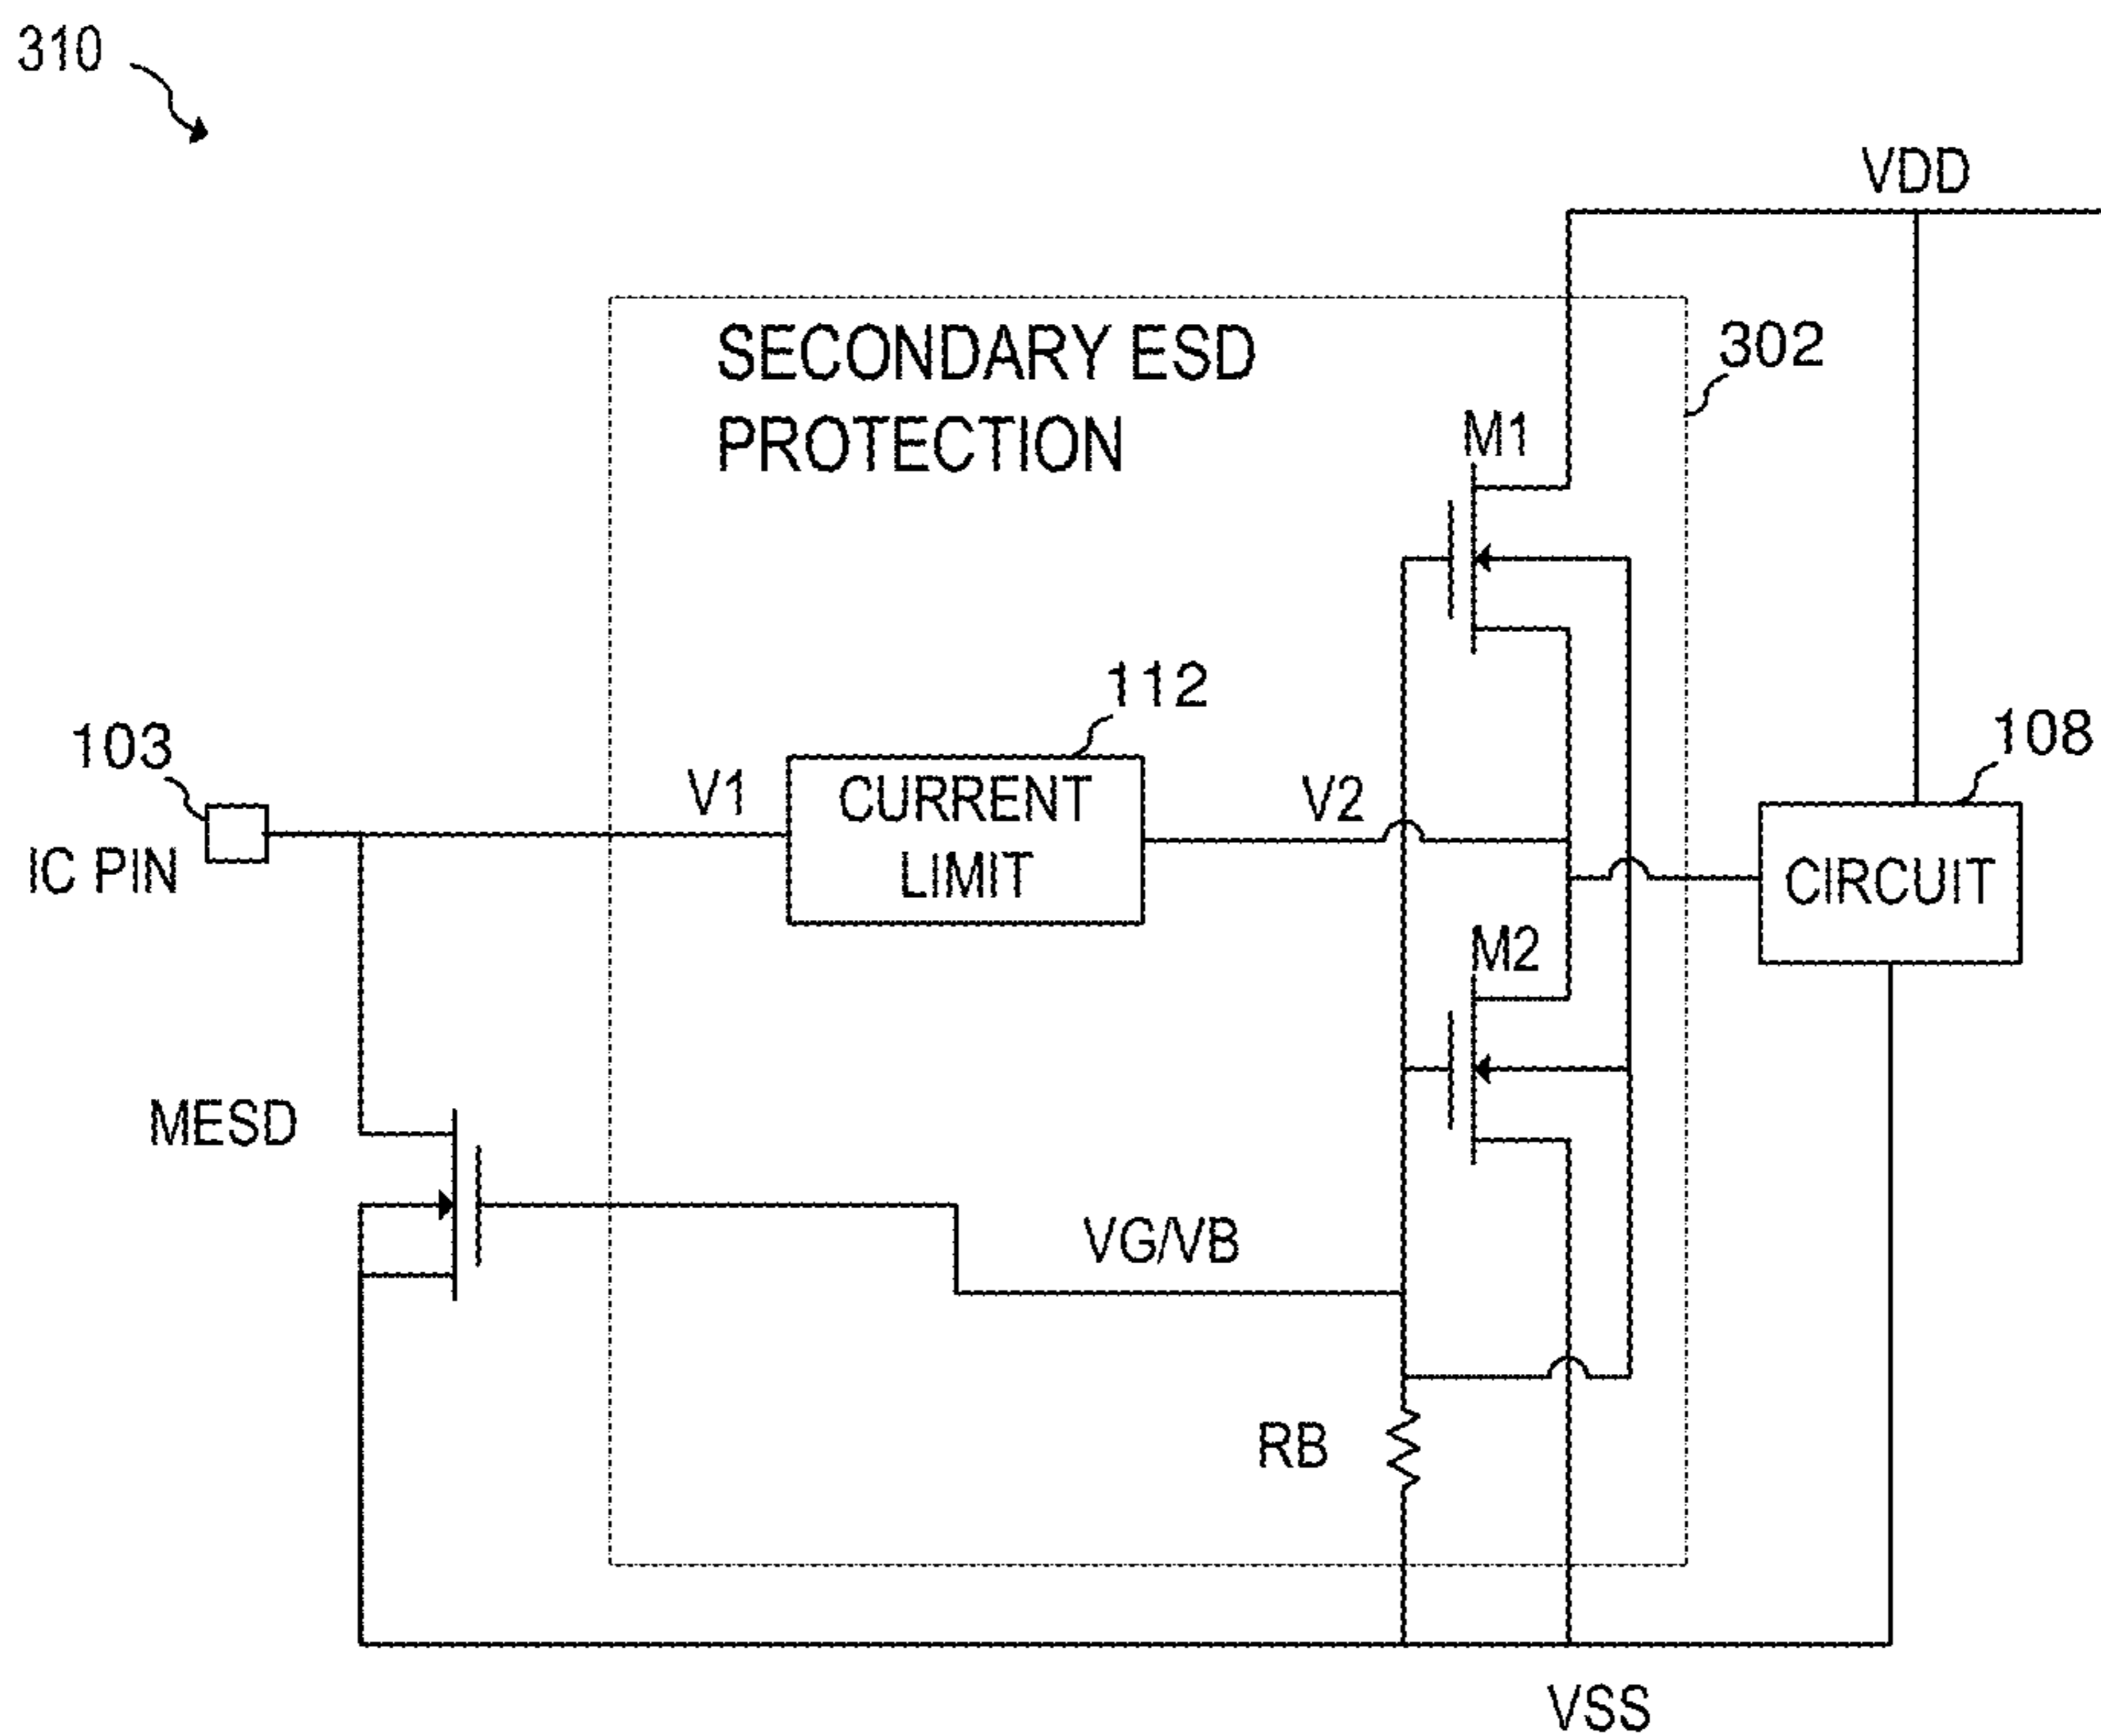 310
VDD
SECONDARY ESD
PROTECTION
302
M1
112
103
V1
CURRENT
LIMIT
V2
108
IC PIN
CIRCUIT
M2
MESD
VG/VB
RB
VSS